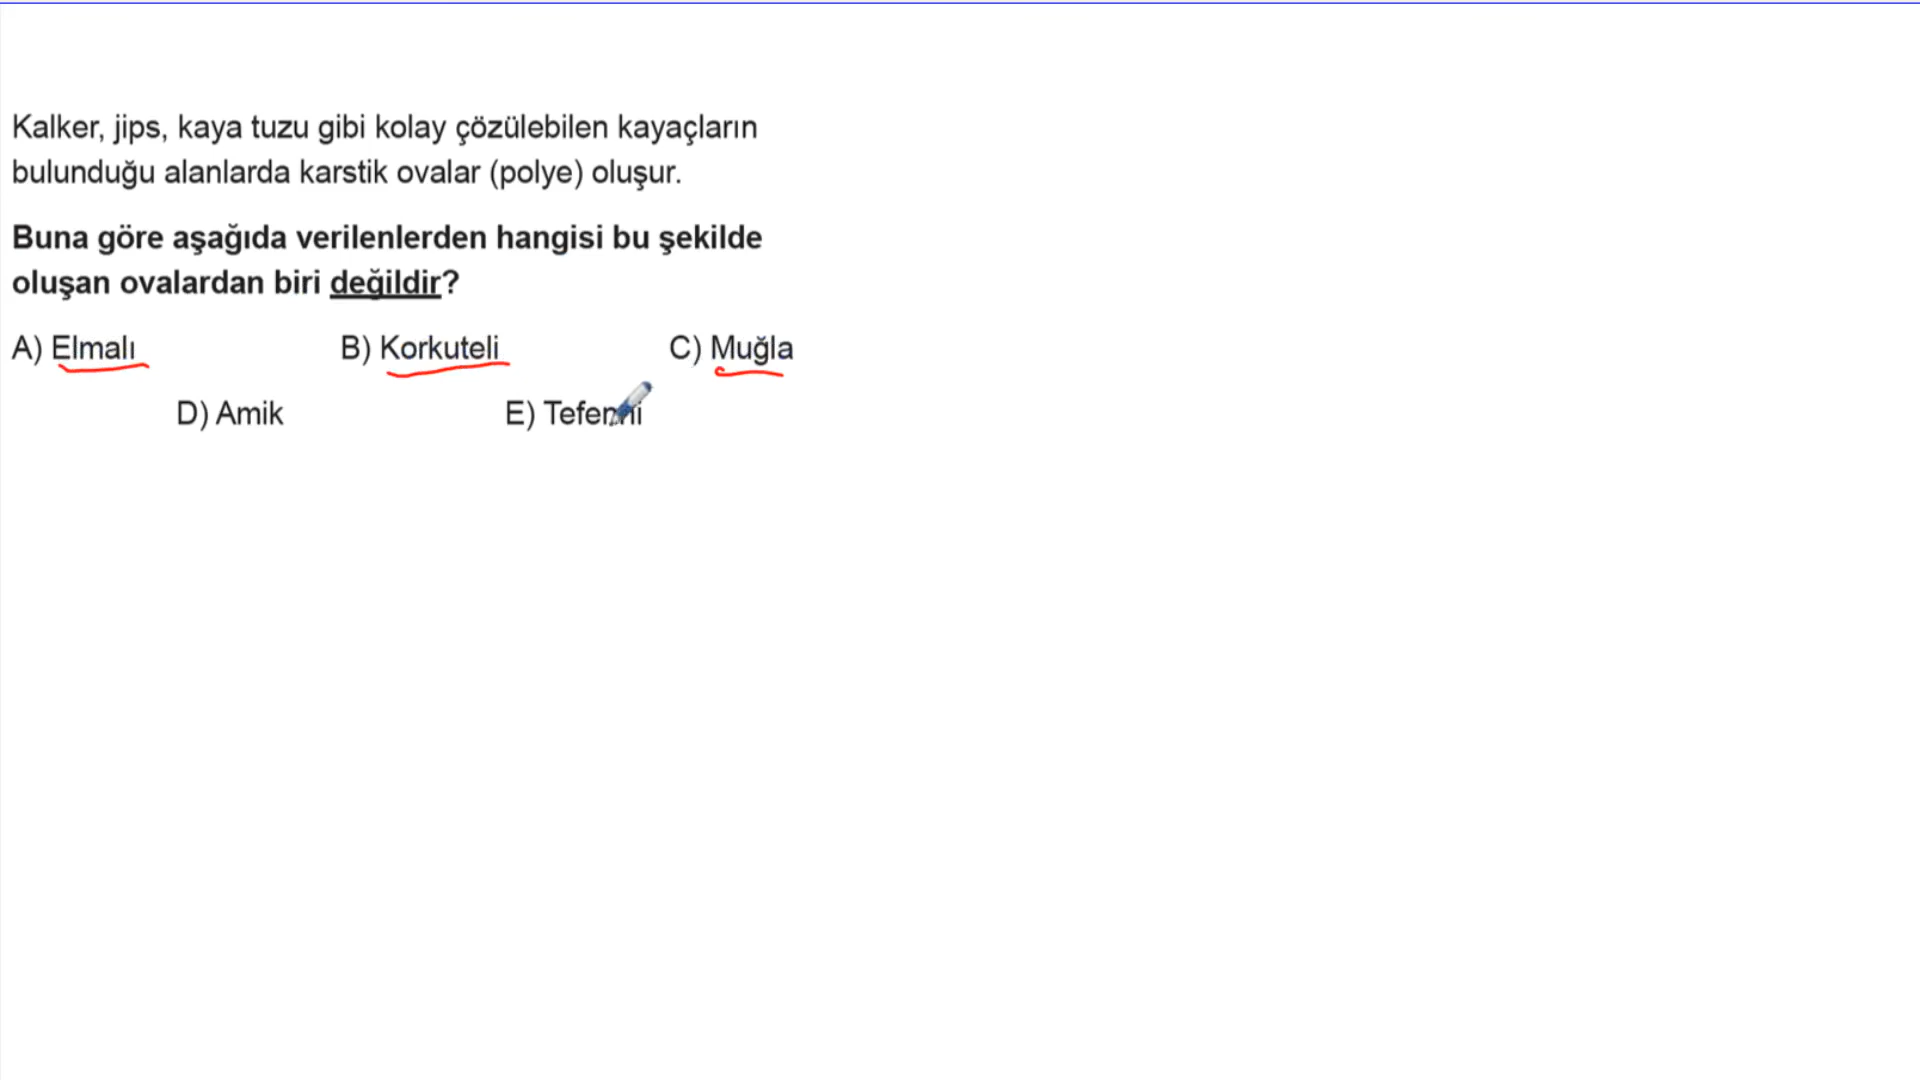 Kalker, jips, kaya tuzu gibi kolay çözülebilen kayaçların
bulunduğu alanlarda karstik ovalar (polye) oluşur.
Buna göre aşağıda verilenlerden hangisi bu şekilde
oluşan ovalardan biri değildir?
A) Elmalı B) Korkuteli C) Muğla
D) Amik E) Tefenni